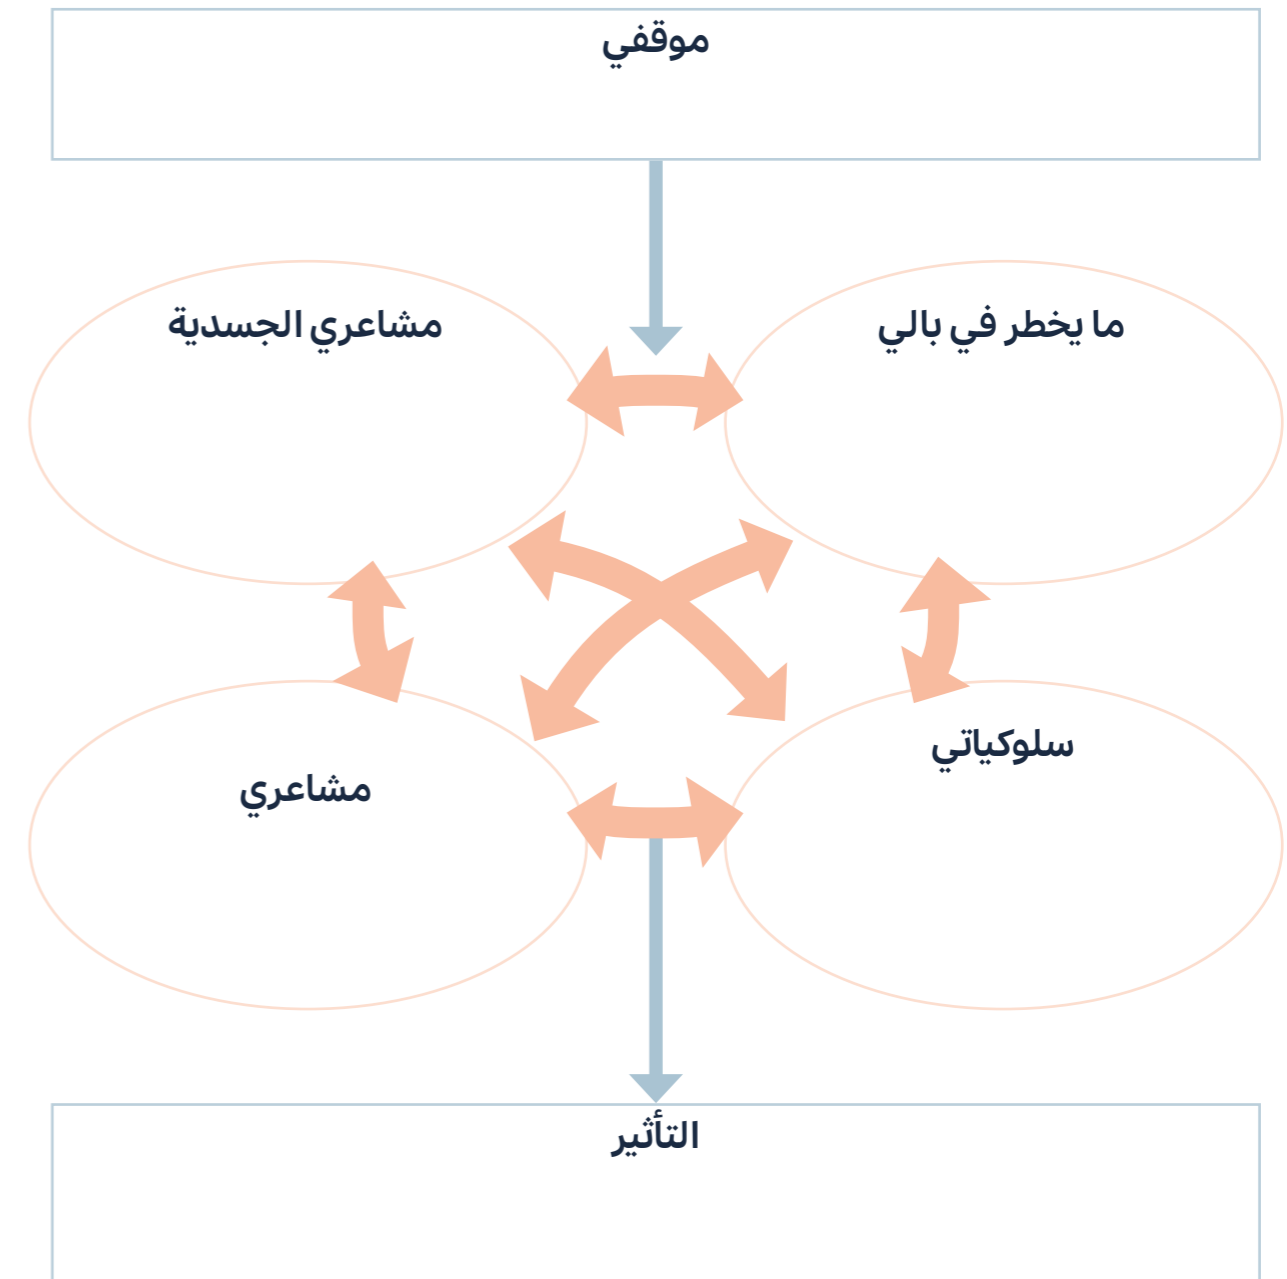 موقفي
ما يخطر في بالي
مشاعري الجسدية
سلوكياتي
مشاعري
التأثير